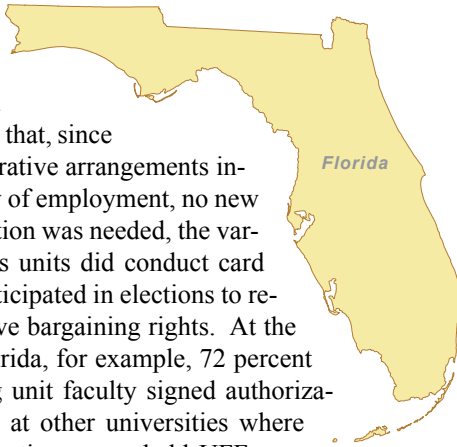 that, since
rative arrangements in-
y of employment, no new
tion was needed, the var-
s units did conduct card
ticipated in elections to re-
ve bargaining rights. At the
rida, for example, 72 percent
g unit faculty signed authoriza-
at other universities where
Florida